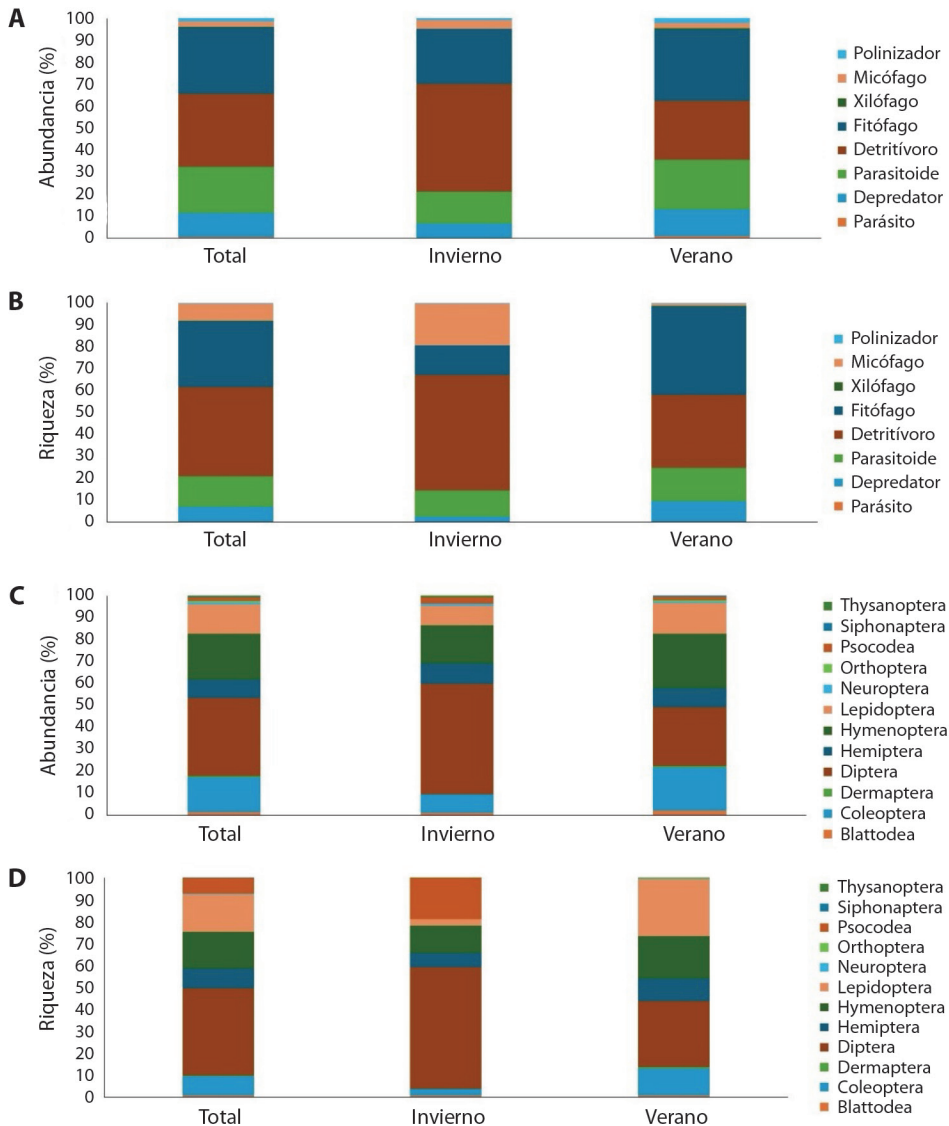 A
Abundancia (%)
100
90
80
70
60
50
40
30
20
10
0
Total
Invierno
Verano
Polinizador
Micófago
Xilófago
Fitófago
Detritívoro
Parasitoide
Depredator
Parásito
B
Riqueza (%)
100
90
80
70
60
50
40
30
20
10
0
Total
Invierno
Verano
Polinizador
Micófago
Xilófago
Fitófago
Detritívoro
Parasitoide
Depredator
Parásito
C
Abundancia (%)
100
90
80
70
60
50
40
30
20
10
0
Total
Invierno
Verano
Thysanoptera
Siphonaptera
Psocodea
Orthoptera
Neuroptera
Lepidoptera
Hymenoptera
Hemiptera
Diptera
Dermaptera
Coleoptera
Blattodea
D
Riqueza (%)
100
90
80
70
60
50
40
30
20
10
0
Total
Invierno
Verano
Thysanoptera
Siphonaptera
Psocodea
Orthoptera
Neuroptera
Lepidoptera
Hymenoptera
Hemiptera
Diptera
Dermaptera
Coleoptera
Blattodea